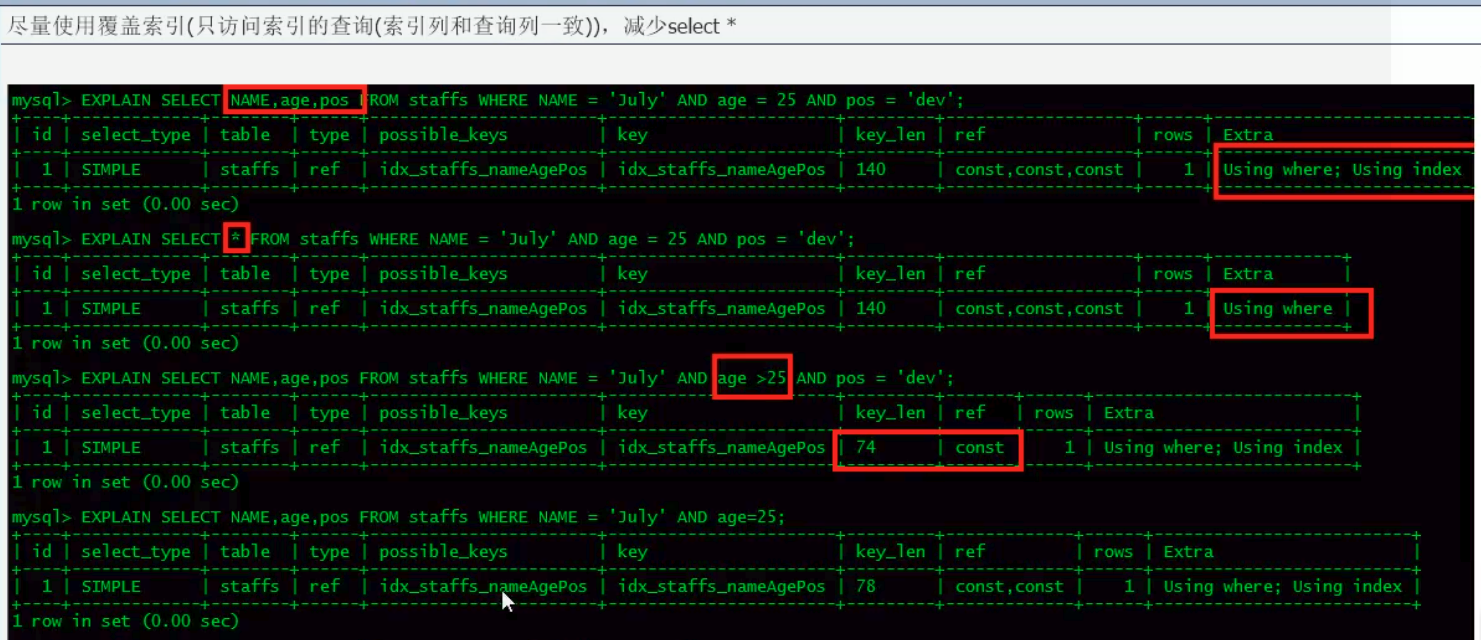 尽量使用覆盖索引(只访问索引的查询(索引列和查询列一致))，减少select *
mysql> EXPLAIN SELECT NAME,age,pos FROM staffs WHERE NAME = 'July' AND age = 25 AND pos = 'dev';
| id | select_type | table | type | possible_keys | key | key_len | ref | rows | Extra
| 1 | SIMPLE | staffs | ref | idx_staffs_nameAgePos | idx_staffs_nameAgePos | 140 | const,const,const | 1 | Using where; Using index
1 row in set (0.00 sec)
mysql> EXPLAIN SELECT * FROM staffs WHERE NAME = 'July' AND age = 25 AND pos = 'dev';
| id | select_type | table | type | possible_keys | key | key_len | ref | rows | Extra |
| 1 | SIMPLE | staffs | ref | idx_staffs_nameAgePos | idx_staffs_nameAgePos | 140 | const,const,const | 1 | Using where |
1 row in set (0.00 sec)
mysql> EXPLAIN SELECT NAME,age,pos FROM staffs WHERE NAME = 'July' AND age >25 AND pos = 'dev';
| id | select_type | table | type | possible_keys | key | key_len | ref | rows | Extra |
| 1 | SIMPLE | staffs | ref | idx_staffs_nameAgePos | idx_staffs_nameAgePos | 74 | const | 1 | Using where; Using index |
1 row in set (0.00 sec)
mysql> EXPLAIN SELECT NAME,age,pos FROM staffs WHERE NAME = 'July' AND age=25;
| id | select_type | table | type | possible_keys | key | key_len | ref | rows | Extra |
| 1 | SIMPLE | staffs | ref | idx_staffs_nameAgePos | idx_staffs_nameAgePos | 78 | const,const | 1 | Using where; Using index |
1 row in set (0.00 sec)